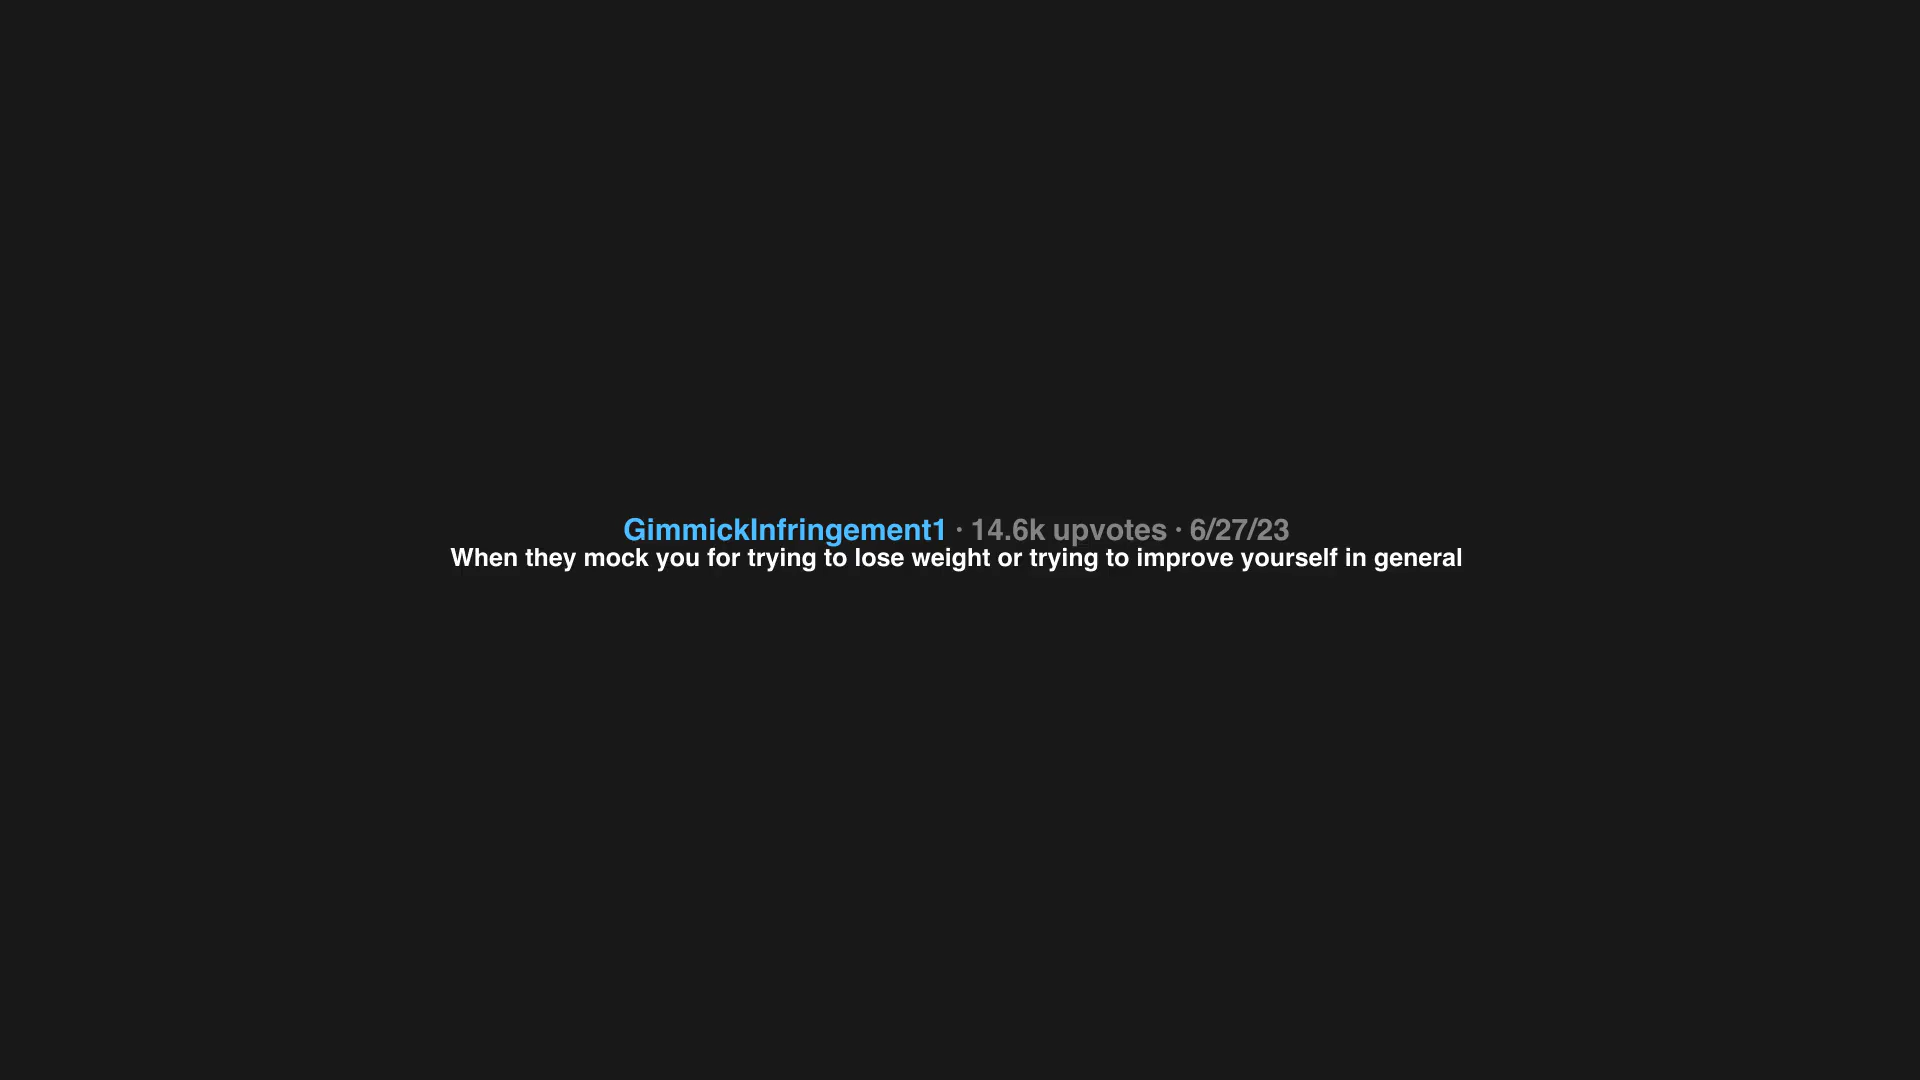 GimmickInfringement1 · 14.6k upvotes · 6/27/23
When they mock you for trying to lose weight or trying to improve yourself in general